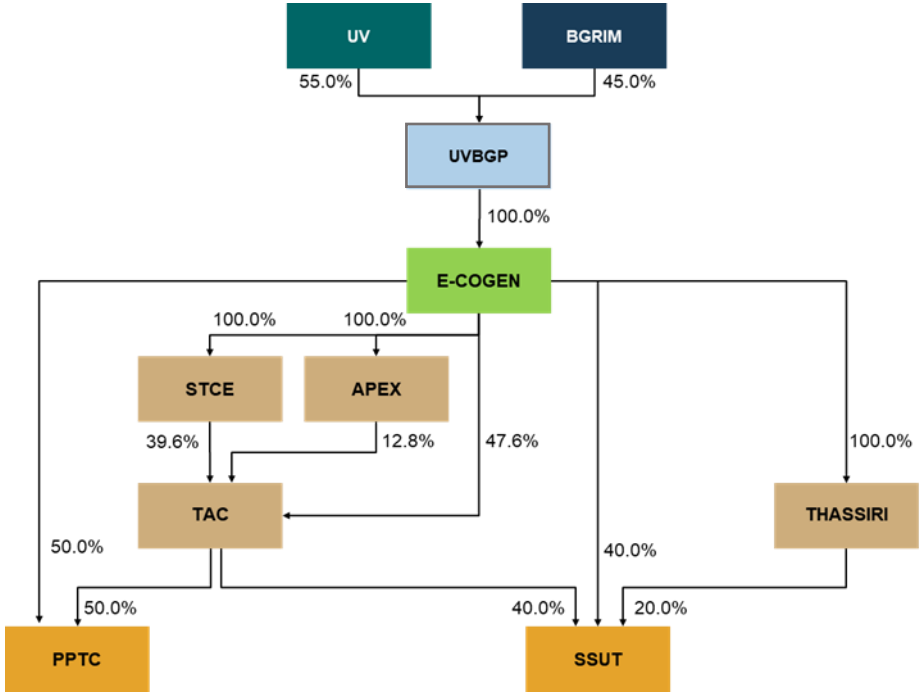 UV
BGRIM
55.0%
45.0%
UVBGP
100.0%
E-COGEN
100.0%
100.0%
STCE
APEX
39.6%
12.8%
47.6%
100.0%
TAC
THASSIRI
50.0%
40.0%
50.0%
40.0%
20.0%
PPTC
SSUT